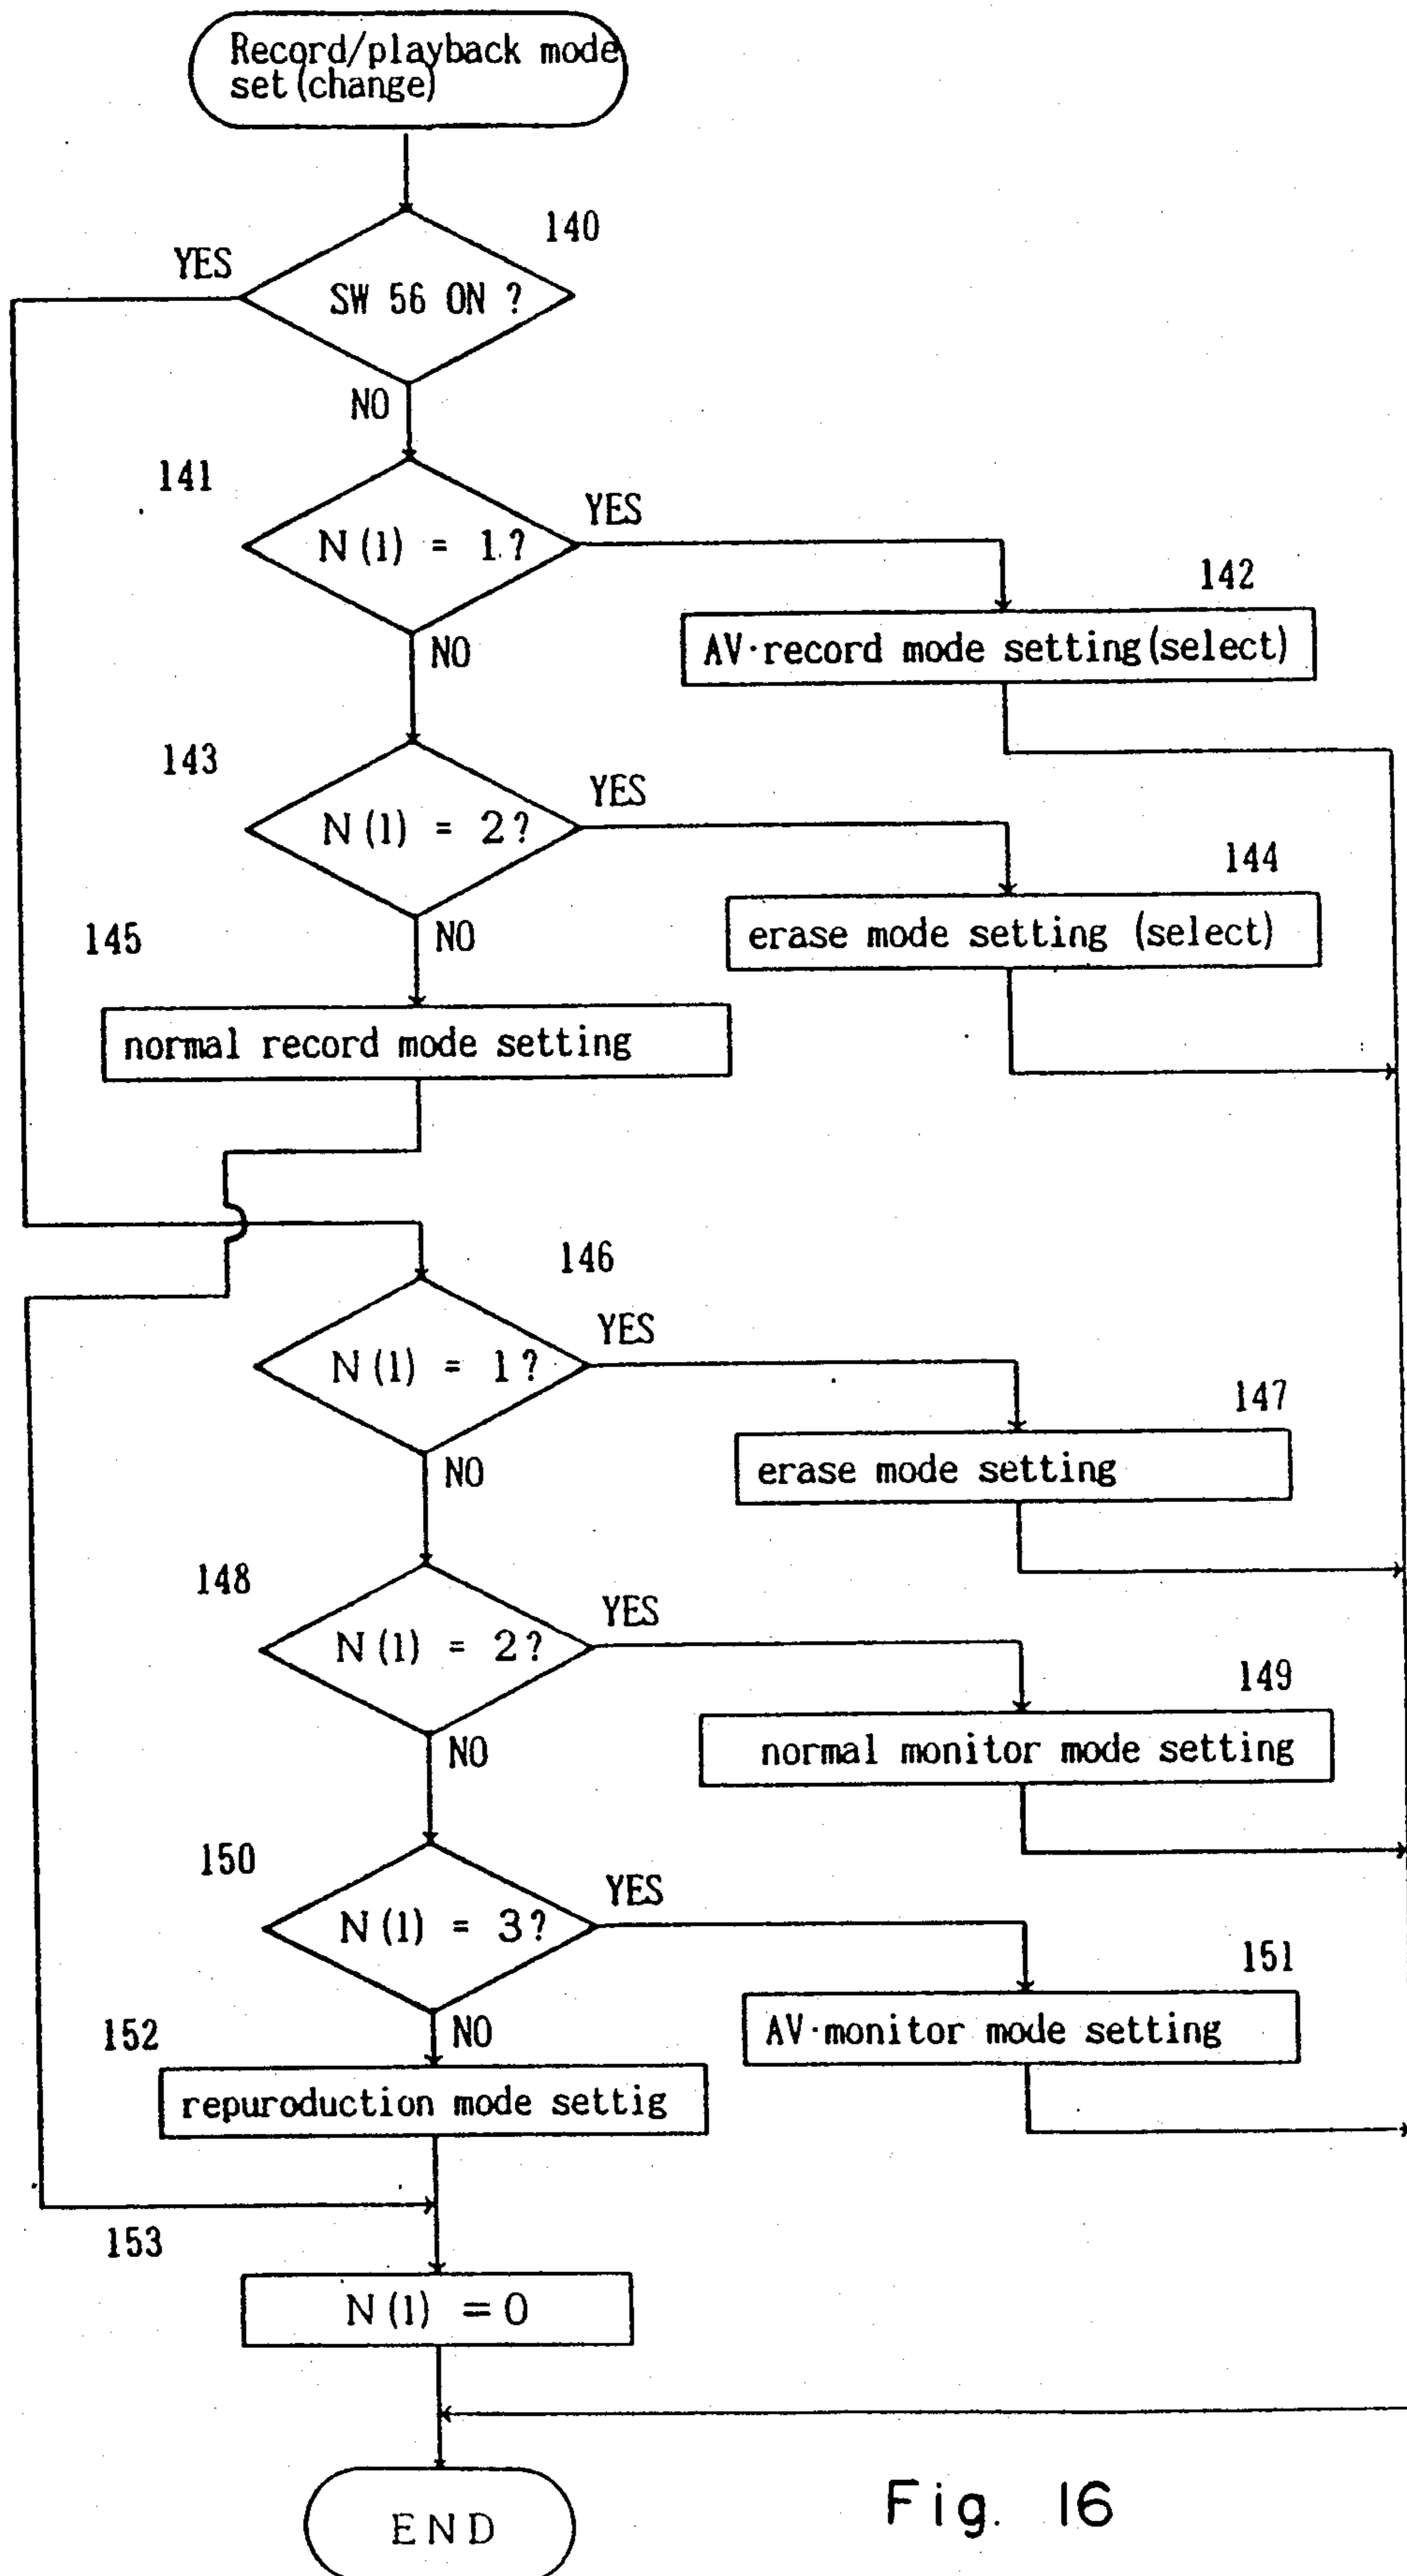 Record/playback mode
set(change)
140
YES
SW 56 ON ?
NO
141
YES
N(1) = 1?
142
NO
AV·record mode setting(select)
143
YES
N(1) = 2?
144
145
NO
erase mode setting (select)
normal record mode setting
146
YES
N(1) = 1?
147
NO
erase mode setting
148
YES
N(1) = 2?
149
NO
normal monitor mode setting
150
YES
N(1) = 3?
151
152
NO
AV·monitor mode setting
repuroduction mode settig
153
N(1) =0
END
Fig. 16